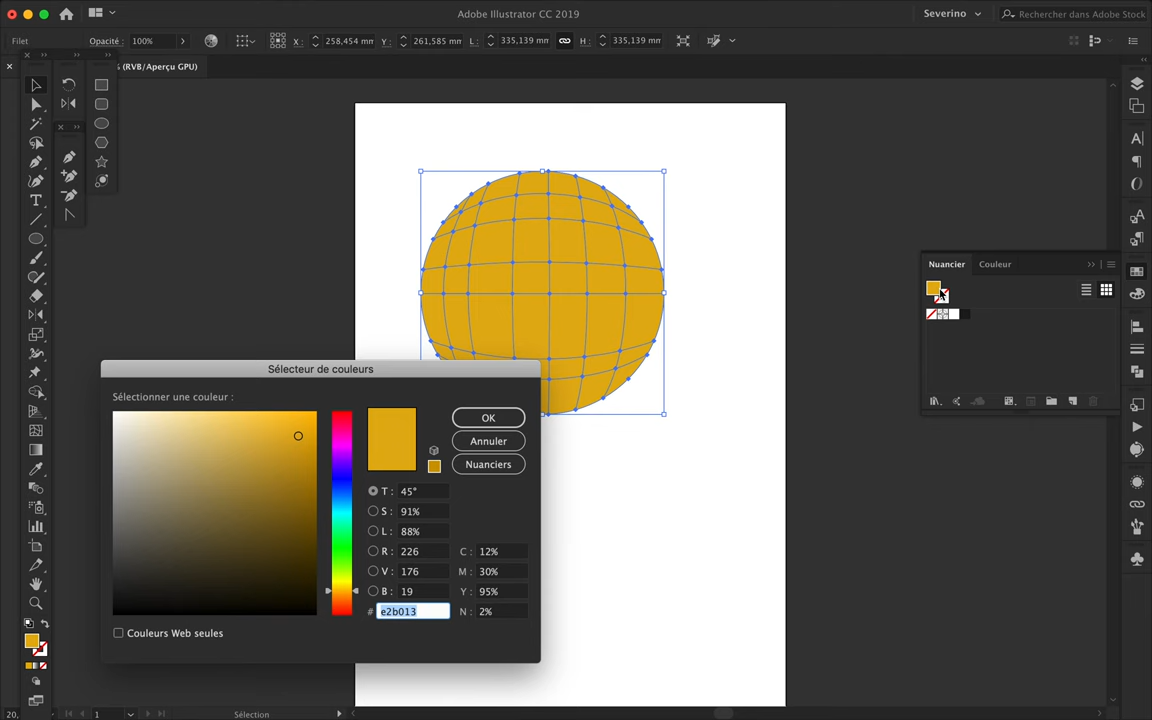 Adobe Illustrator CC 2019
Severino
Rechercher dans Adobe Stock
Filet
Opacité : 100%
X : 258,454 mm
Y : 261,585 mm
L : 335,139 mm
H : 335,139 mm
% (RVB/Aperçu GPU)
Nuancier
Couleur
Sélecteur de couleurs
Sélectionner une couleur :
OK
Annuler
Nuanciers
T : 45°
S : 91%
L : 88%
R : 226
V : 176
B : 19
# e2b013
C : 12%
M : 30%
Y : 95%
N : 2%
Couleurs Web seules
20,
1
Sélection